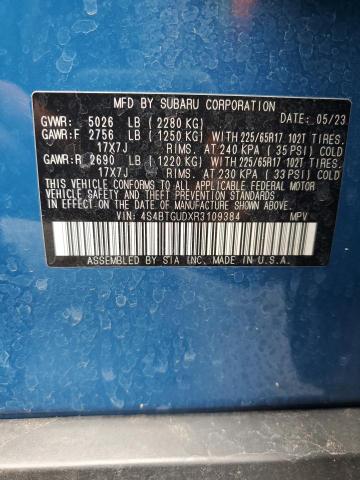 MFD BY SUBARU CORPORATION
GVWR: 5026 LB (2280 KG) DATE: 05/23
GAWR:F 2756 LB (1250 KG) WITH 225/65R17 102T TIRES.
17X7J RIMS. AT 240 KPA (35 PSI) COLD
GAWR:R 2690 LB (1220 KG) WITH 225/65R17 102T TIRES.
17X7J RIMS. AT 230 KPA (33 PSI) COLD
THIS VEHICLE CONFORMS TO ALL APPLICABLE
FEDERAL MOTOR VEHICLE SAFETY AND THEFT
PREVENTION STANDARDS IN EFFECT ON THE DATE OF
MANUFACTURE SHOWN ABOVE.
VIN: 4S4BTGUDXR3109384 MPV
ASSEMBLED BY SIA INC, MADE IN U.S.A.